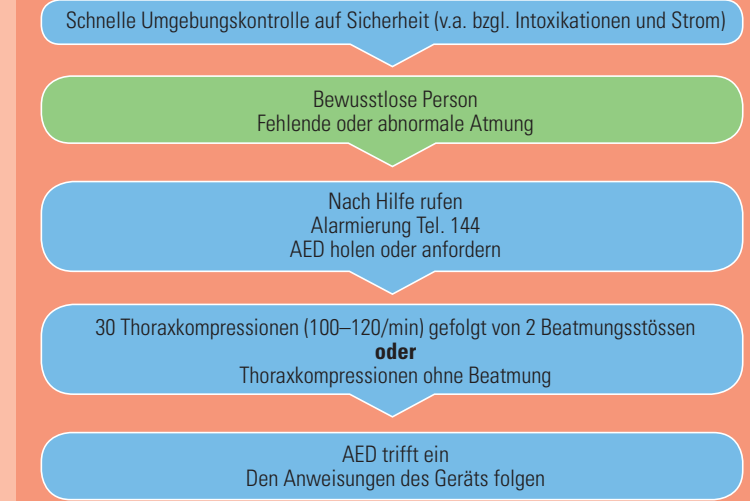 Schnelle Umgebungskontrolle auf Sicherheit (v.a. bzgl. Intoxikationen und Strom)
Bewusstlose Person
Fehlende oder abnormale Atmung
Nach Hilfe rufen
Alarmierung Tel. 144
AED holen oder anfordern
30 Thoraxkompressionen (100–120/min) gefolgt von 2 Beatmungsstössen
oder
Thoraxkompressionen ohne Beatmung
AED trifft ein
Den Anweisungen des Geräts folgen